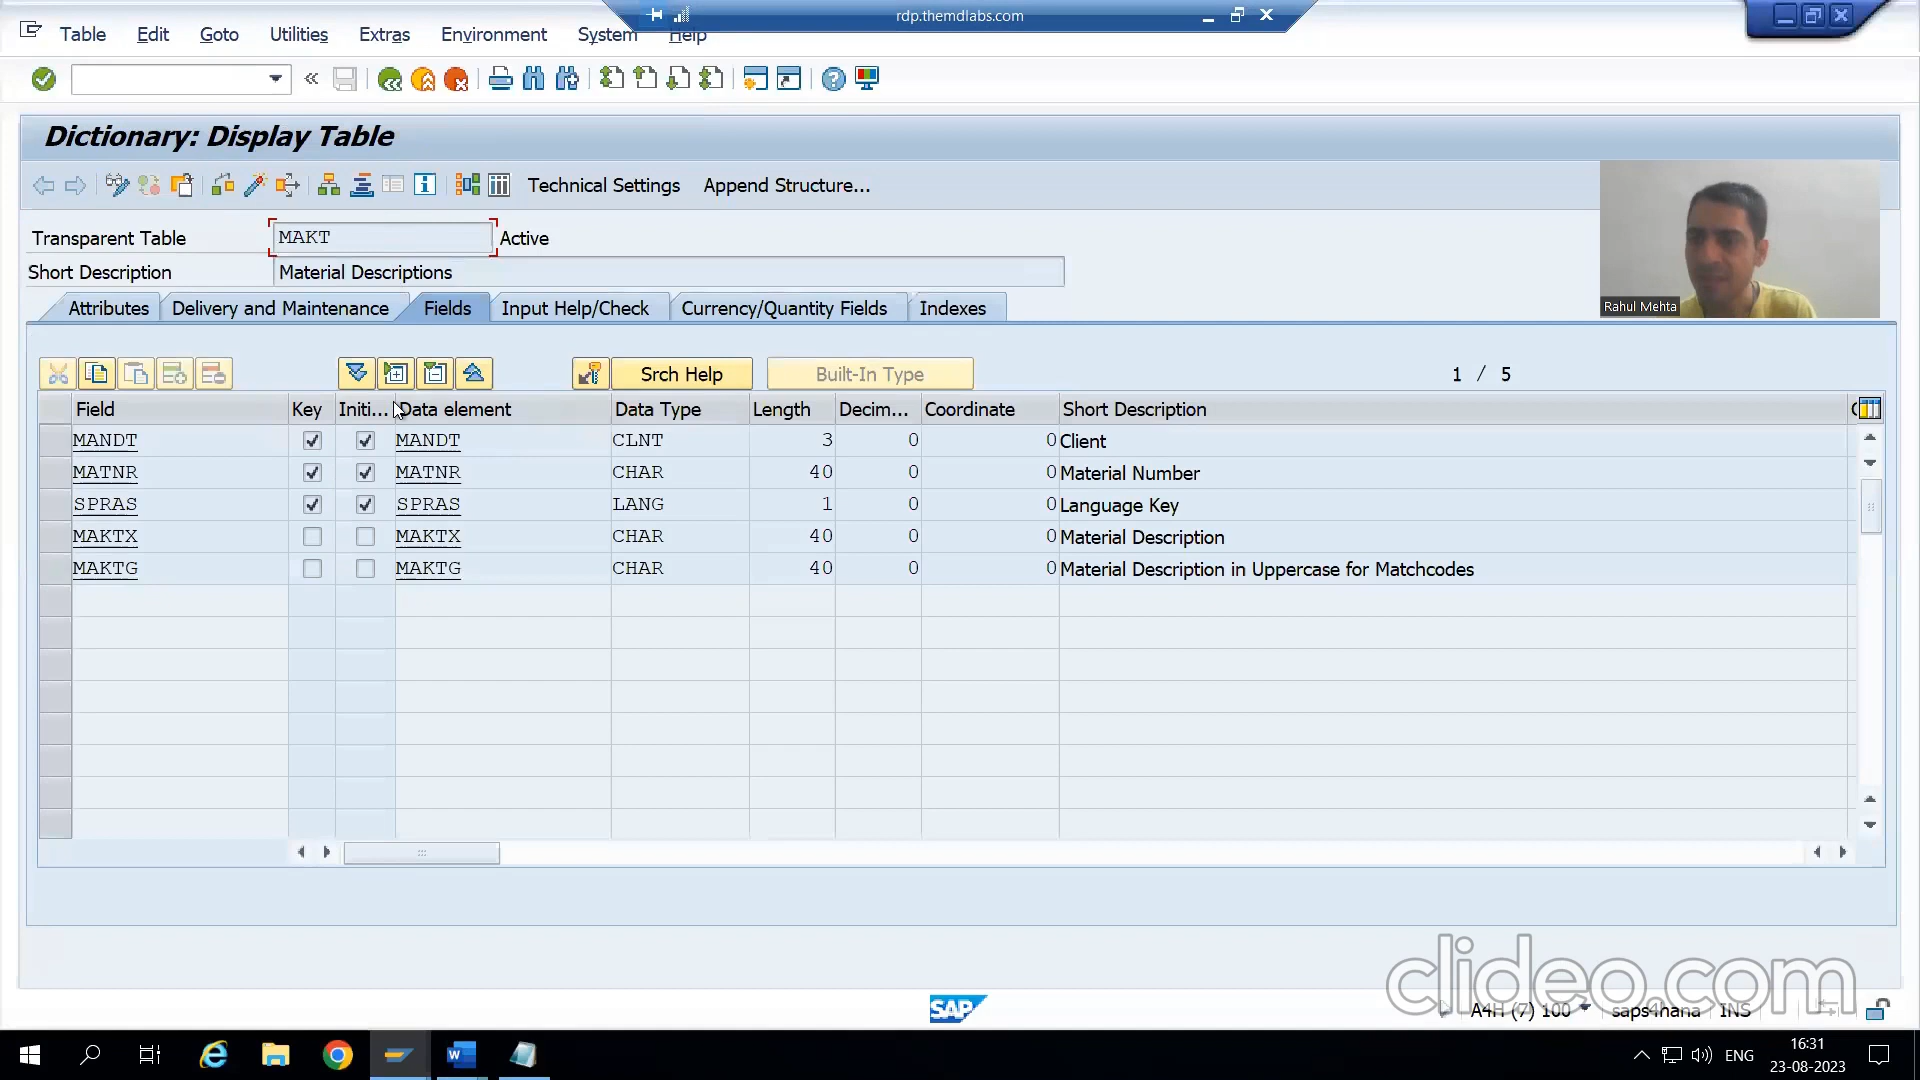 rdp.themdlabs.com
Table Edit Goto Utilities Extras Environment System Help
Dictionary: Display Table
Technical Settings Append Structure...
Transparent Table MAKT Active
Short Description Material Descriptions
Rahul Mehta
Attributes Delivery and Maintenance Fields Input Help/Check Currency/Quantity Fields Indexes
Srch Help Built-In Type 1 / 5
Field Key Initi... Data element Data Type Length Decim... Coordinate Short Description
MANDT MANDT CLNT 3 0 0 Client
MATNR MATNR CHAR 40 0 0 Material Number
SPRAS SPRAS LANG 1 0 0 Language Key
MAKTX MAKTX CHAR 40 0 0 Material Description
MAKTG MAKTG CHAR 40 0 0 Material Description in Uppercase for Matchcodes
clideo.com
SAP A4H (7) 100 saps4hana INS
16:31
ENG
23-08-2023